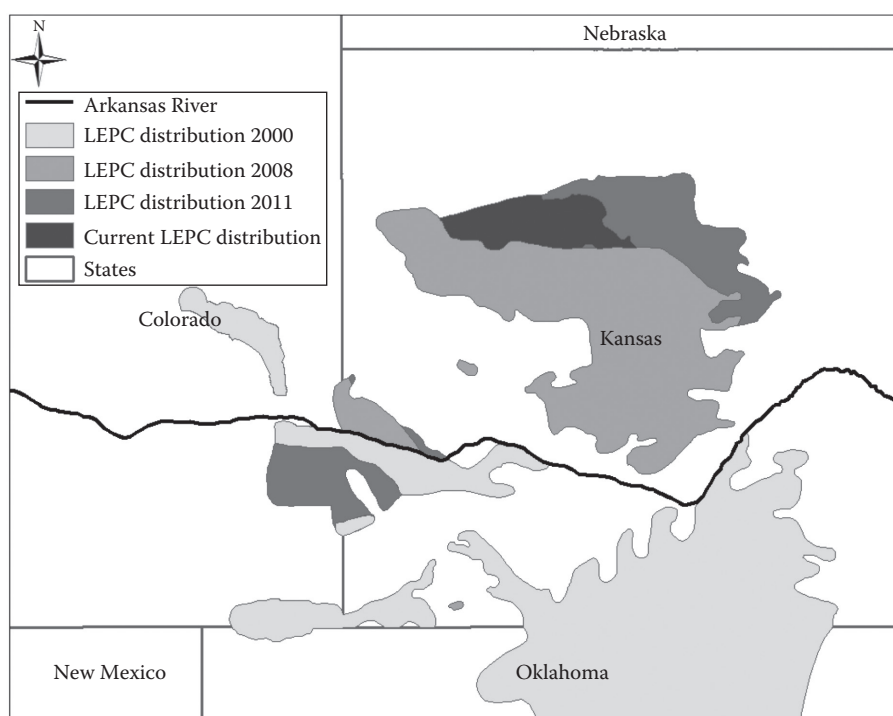 Nebraska
N
Arkansas River
LEPC distribution 2000
LEPC distribution 2008
LEPC distribution 2011
Current LEPC distribution
States
Colorado
Kansas
New Mexico
Oklahoma